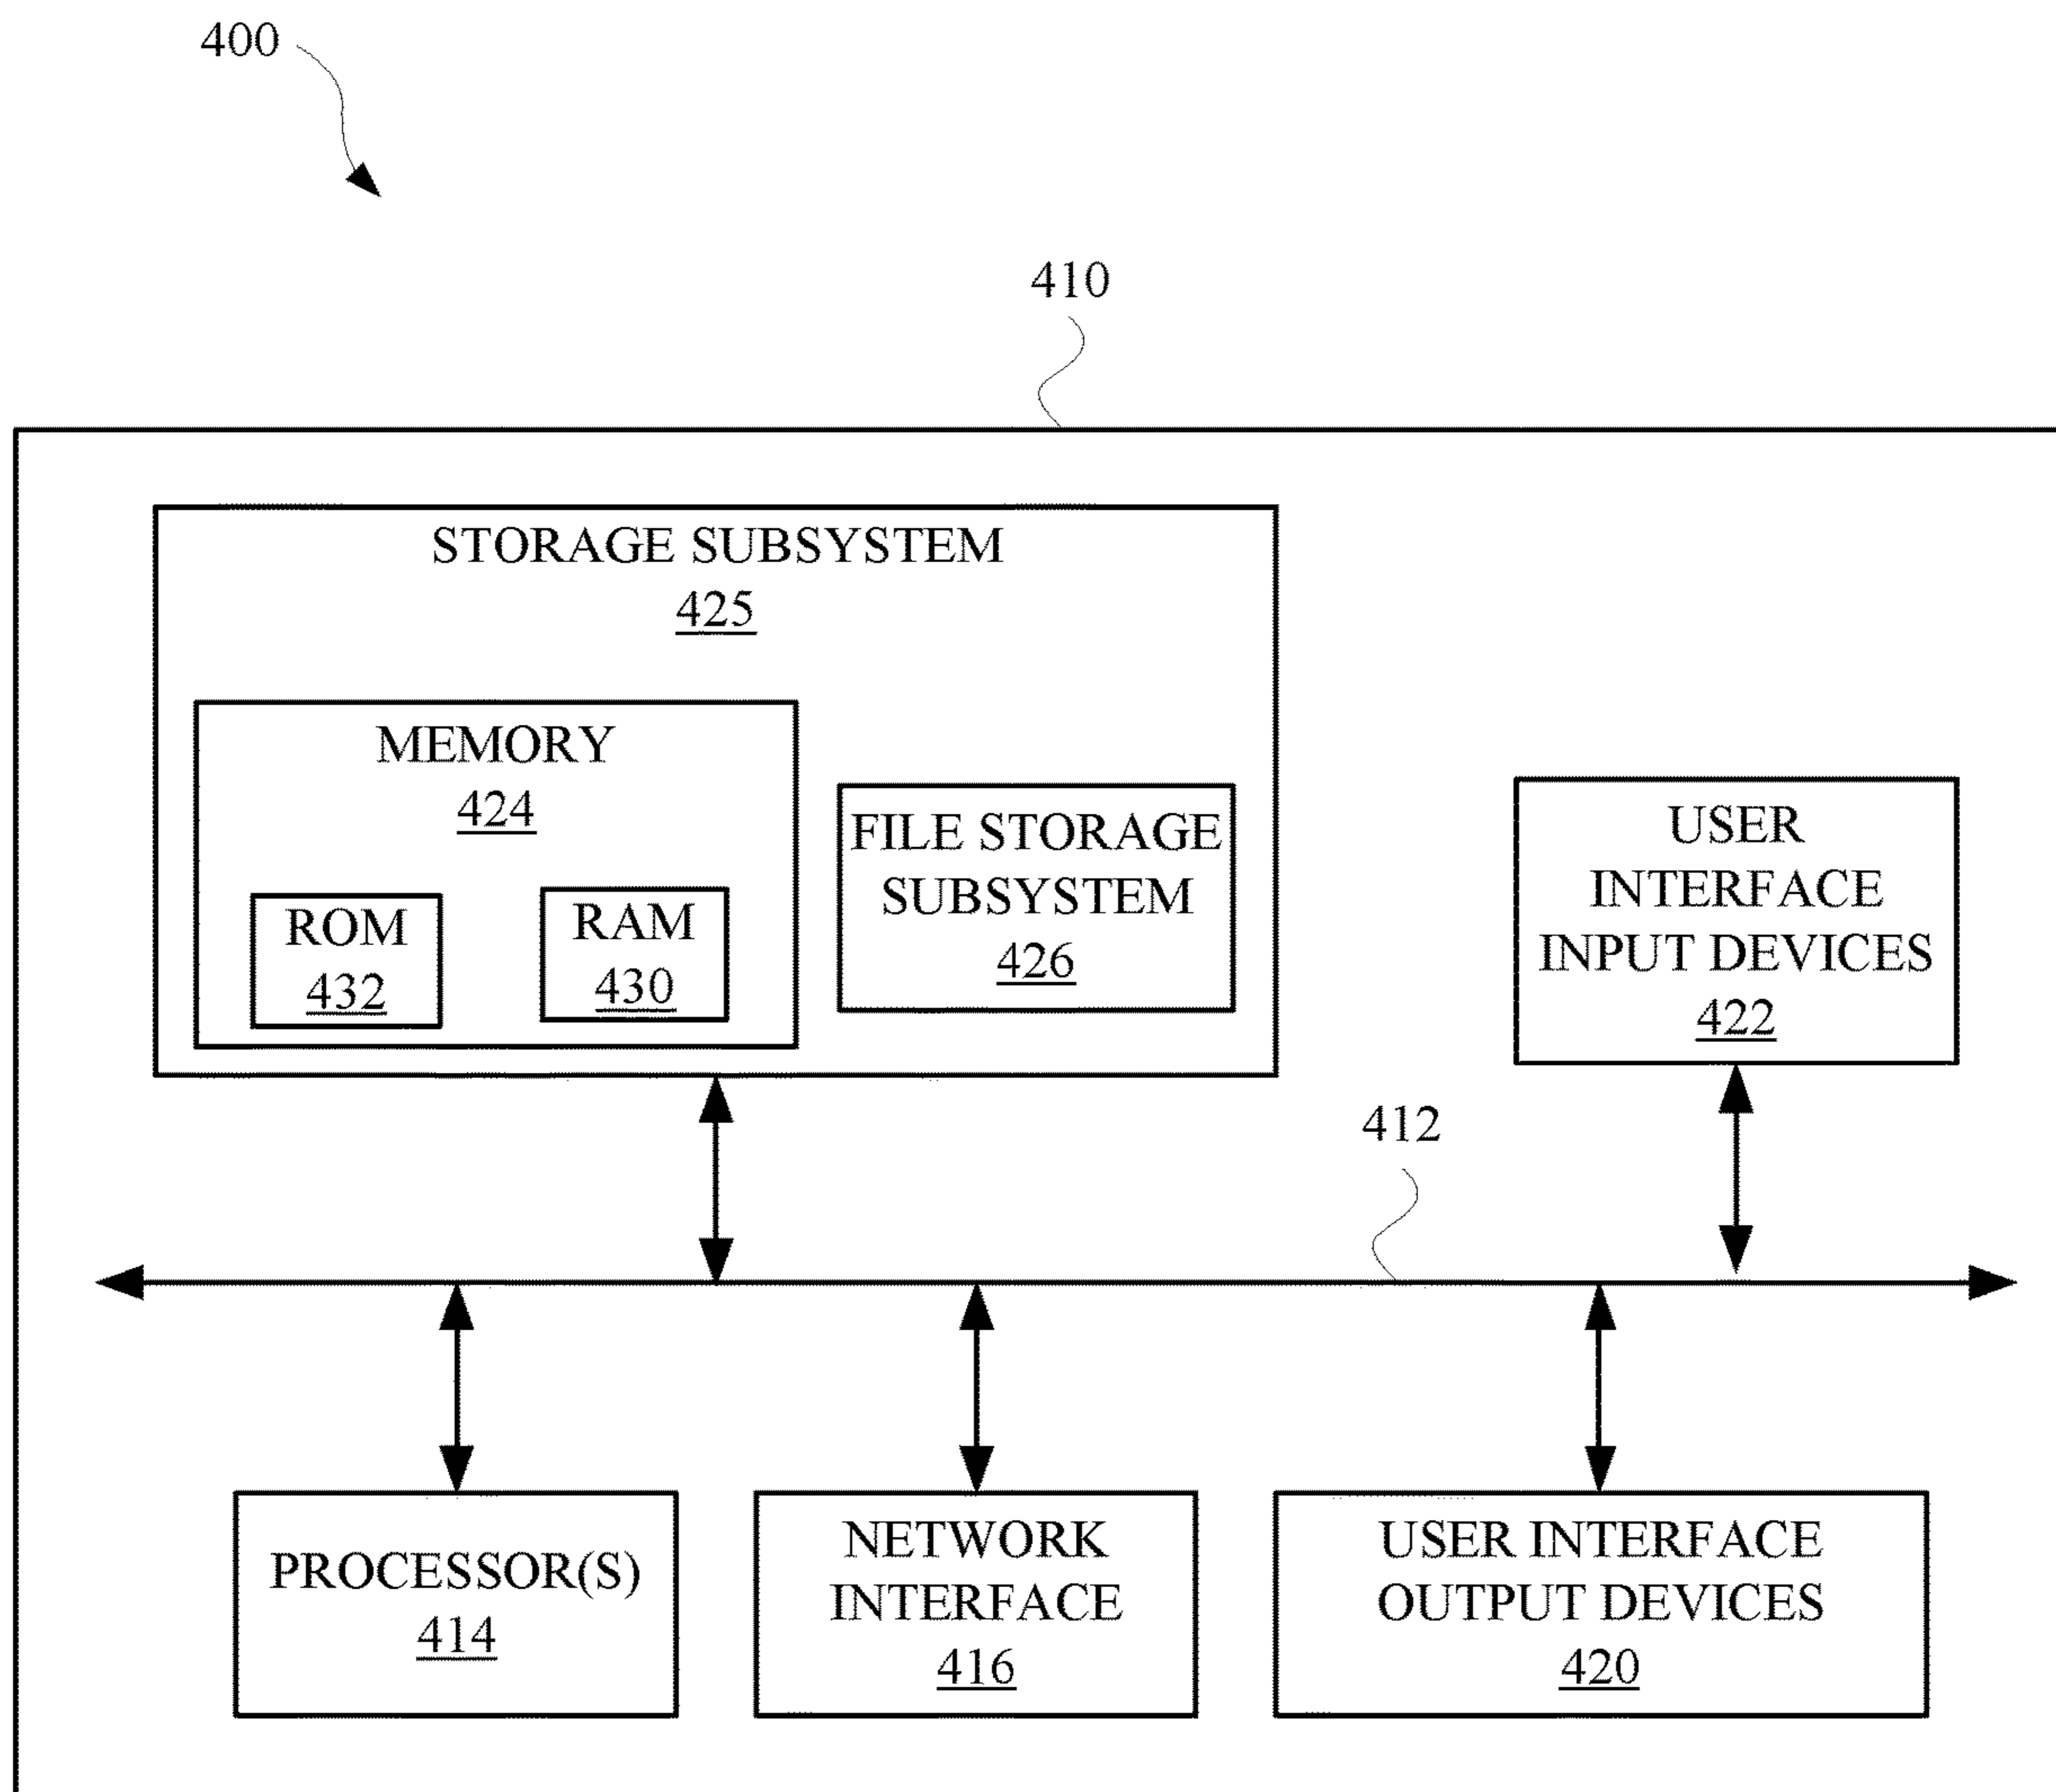 400
410
STORAGE SUBSYSTEM
425
MEMORY
424
ROM
432
RAM
430
FILE STORAGE
SUBSYSTEM
426
USER
INTERFACE
INPUT DEVICES
422
412
PROCESSOR(S)
414
NETWORK
INTERFACE
416
USER INTERFACE
OUTPUT DEVICES
420